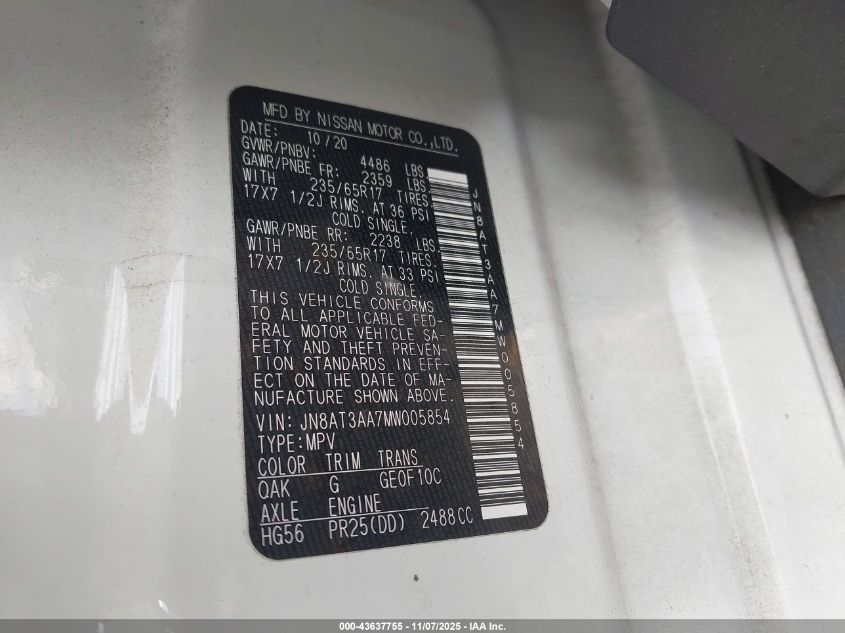 MFD BY NISSAN MOTOR CO.,LTD.
DATE: 10/20
GVWR/PNBV: 4486 LBS
GAWR/PNBE FR: 2359 LBS
WITH 235/65R17 TIRES
17X7 1/2J RIMS. AT 36 PSI
COLD SINGLE.
GAWR/PNBE RR: 2238 LBS
WITH 235/65R17 TIRES
17X7 1/2J RIMS. AT 33 PSI
COLD SINGLE.
THIS VEHICLE CONFORMS
TO ALL APPLICABLE FED-
ERAL MOTOR VEHICLE SA-
FETY AND THEFT PREVEN-
TION STANDARDS IN EFF-
ECT ON THE DATE OF MA-
NUFACTURE SHOWN ABOVE.
VIN: JN8AT3AA7MW005854
TYPE:MPV
COLOR TRIM TRANS
QAK G GE0F10C
AXLE ENGINE
HG56 PR25(DD) 2488CC
JN8AT3AA7MW005854
000-43637755 - 11/07/2025 - IAA Inc.